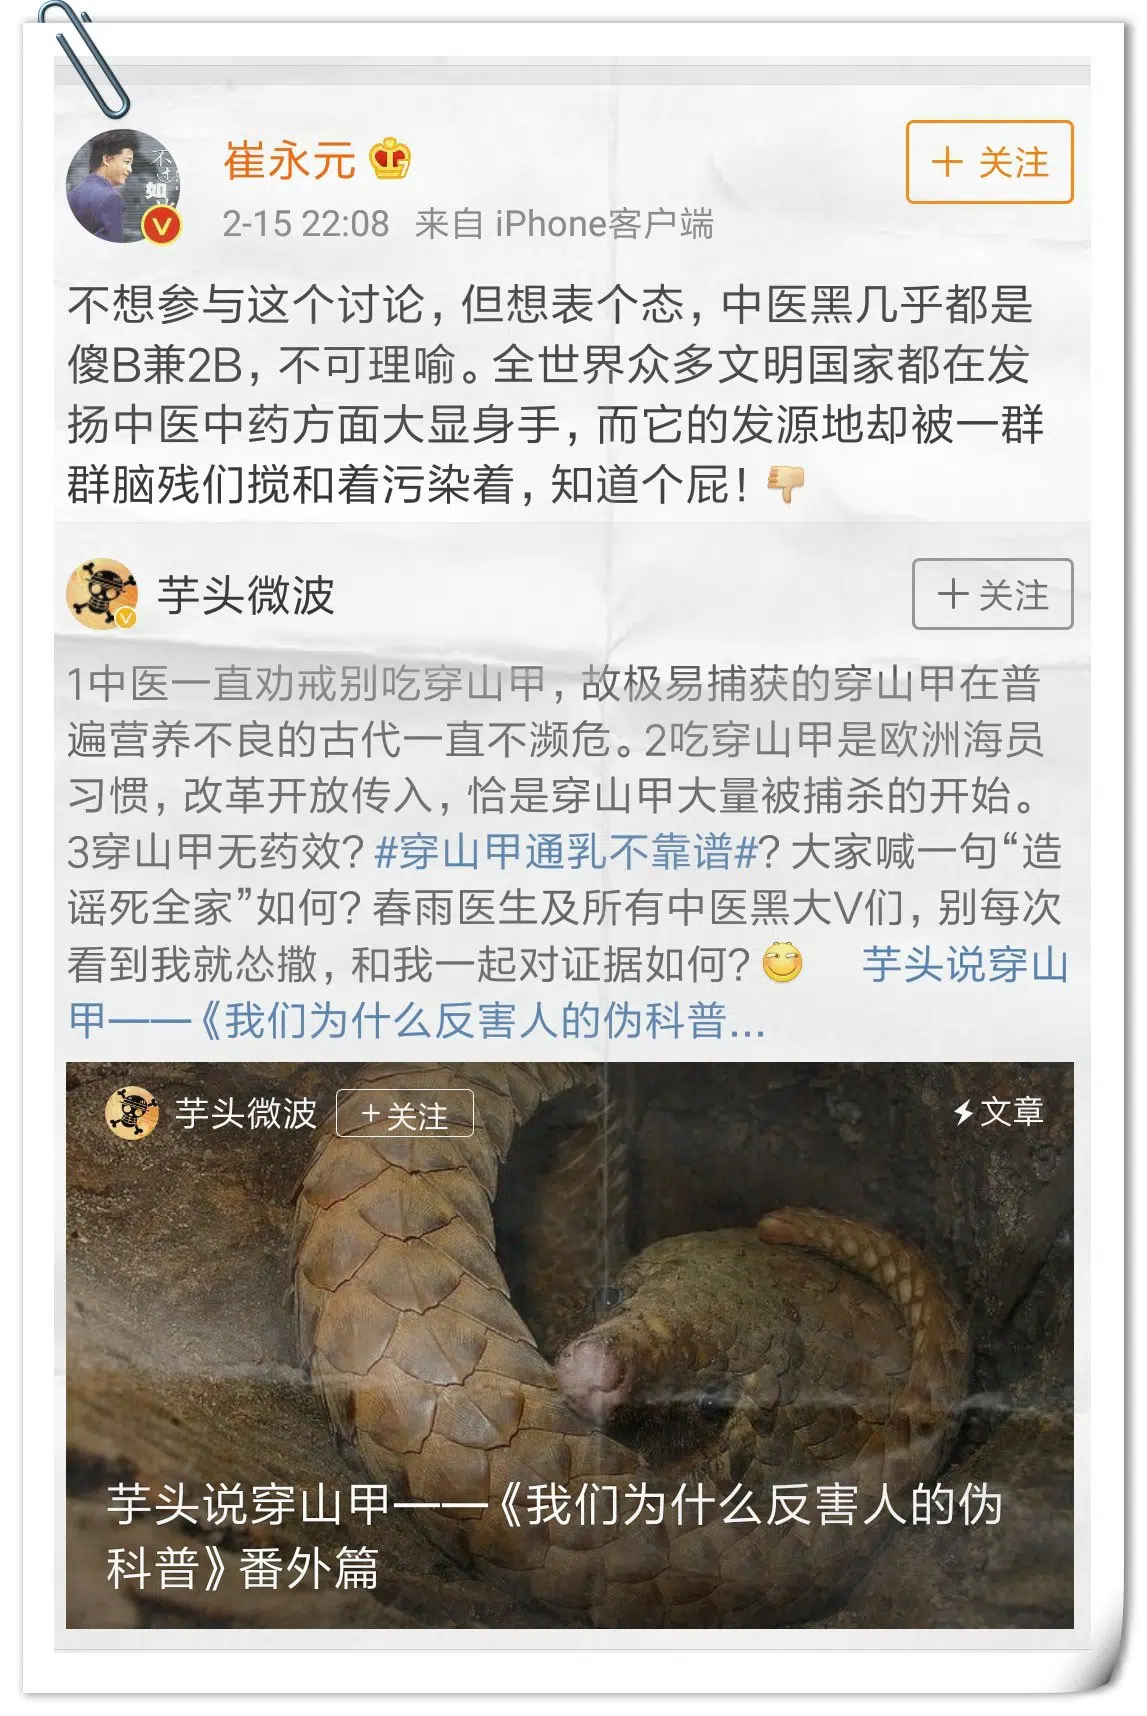 崔永元
+ 关注
2-15 22:08 来自 iPhone客户端
不想参与这个讨论，但想表个态，中医黑几乎都是
傻B兼2B，不可理喻。全世界众多文明国家都在发
扬中医中药方面大显身手，而它的发源地却被一群
群脑残们搅和着污染着，知道个屁！
芋头微波
+ 关注
1中医一直劝戒别吃穿山甲，故极易捕获的穿山甲在普
遍营养不良的古代一直不濒危。2吃穿山甲是欧洲海员
习惯，改革开放传入，恰是穿山甲大量被捕杀的开始。
3穿山甲无药效？#穿山甲通乳不靠谱#？大家喊一句“造
谣死全家”如何？春雨医生及所有中医黑大V们，别每次
看到我就怂撒，和我一起对证据如何？ 芋头说穿山
甲——《我们为什么反害人的伪科普...
芋头微波 +关注 文章
芋头说穿山甲——《我们为什么反害人的伪
科普》番外篇